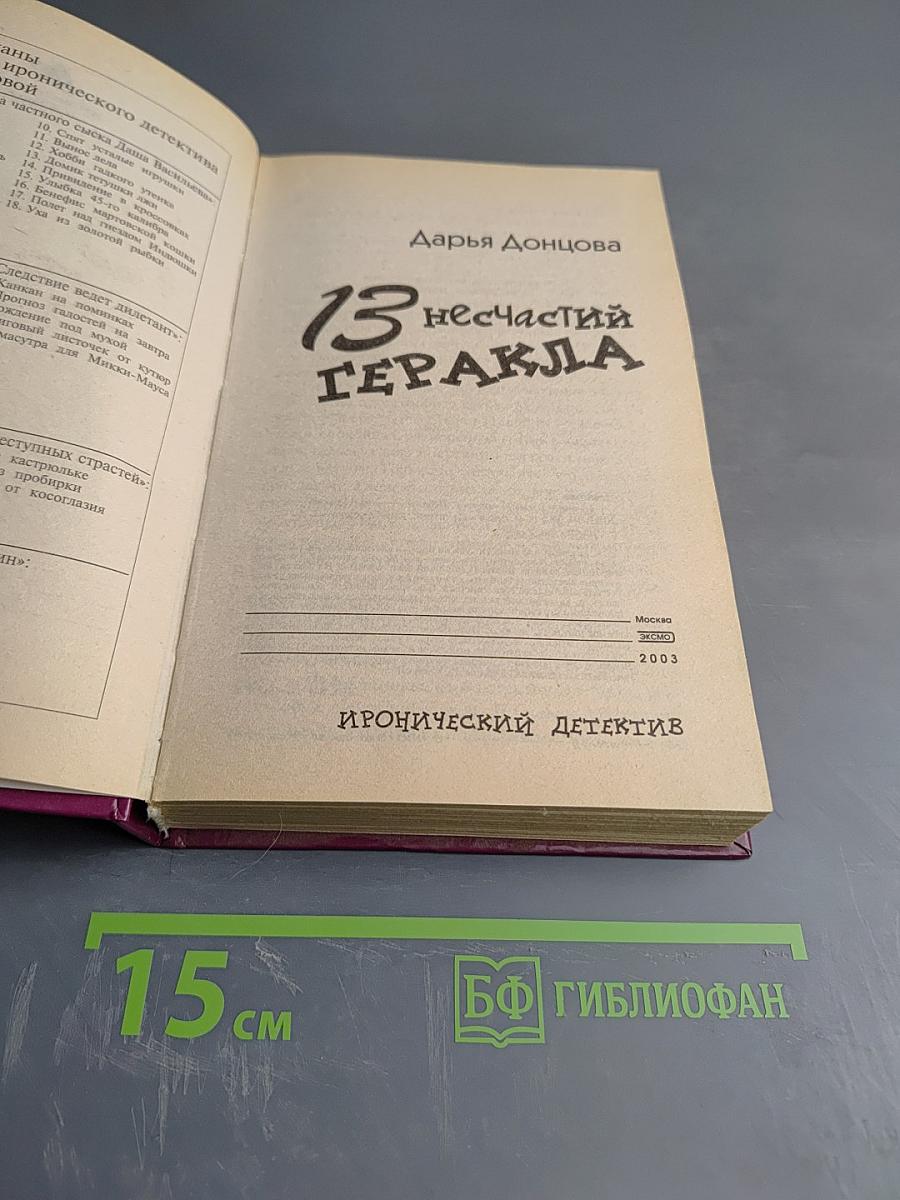 маны
иронического детектива
овой
а частного сыска Даша Васильева»
10. Спят усталые игрушки
11. Вынос дела
12. Хобби гадкого утенка
13. Домик тетушки лжи
14. Привидение в кроссовках
15. Улыбка 45-го калибра
16. Бенефис мартовской кошки
17. Полет над гнездом Индюшки
18. Уха из золотой рыбки
Следствие ведет дилетант»:
Канкан на поминках
Прогноз гадостей на завтра
ождение под мухой
иговый листочек от кутюр
масутра для Микки-Мауса
еступных страстей»:
кастрюльке
з пробирки
от косоглазия
ин»:
Дарья Донцова
13 несчастий
ГЕРАКЛА
Москва
ЭКСМО
2003
ИРОНИЧЕСКИЙ ДЕТЕКТИВ
15 см
БФ ГИБЛИОФАН